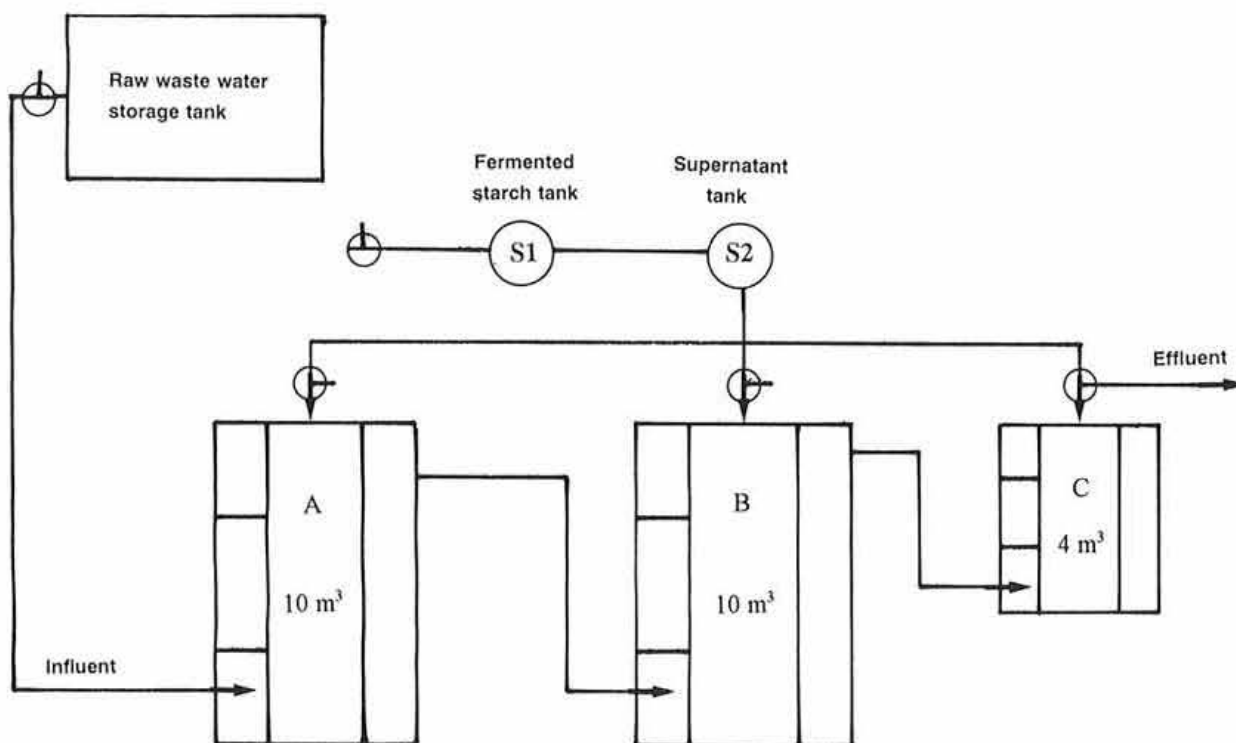 Raw waste water
storage tank
Fermented
starch tank
Supernatant
tank
S1
S2
Effluent
A
10 m³
B
10 m³
C
4 m³
Influent